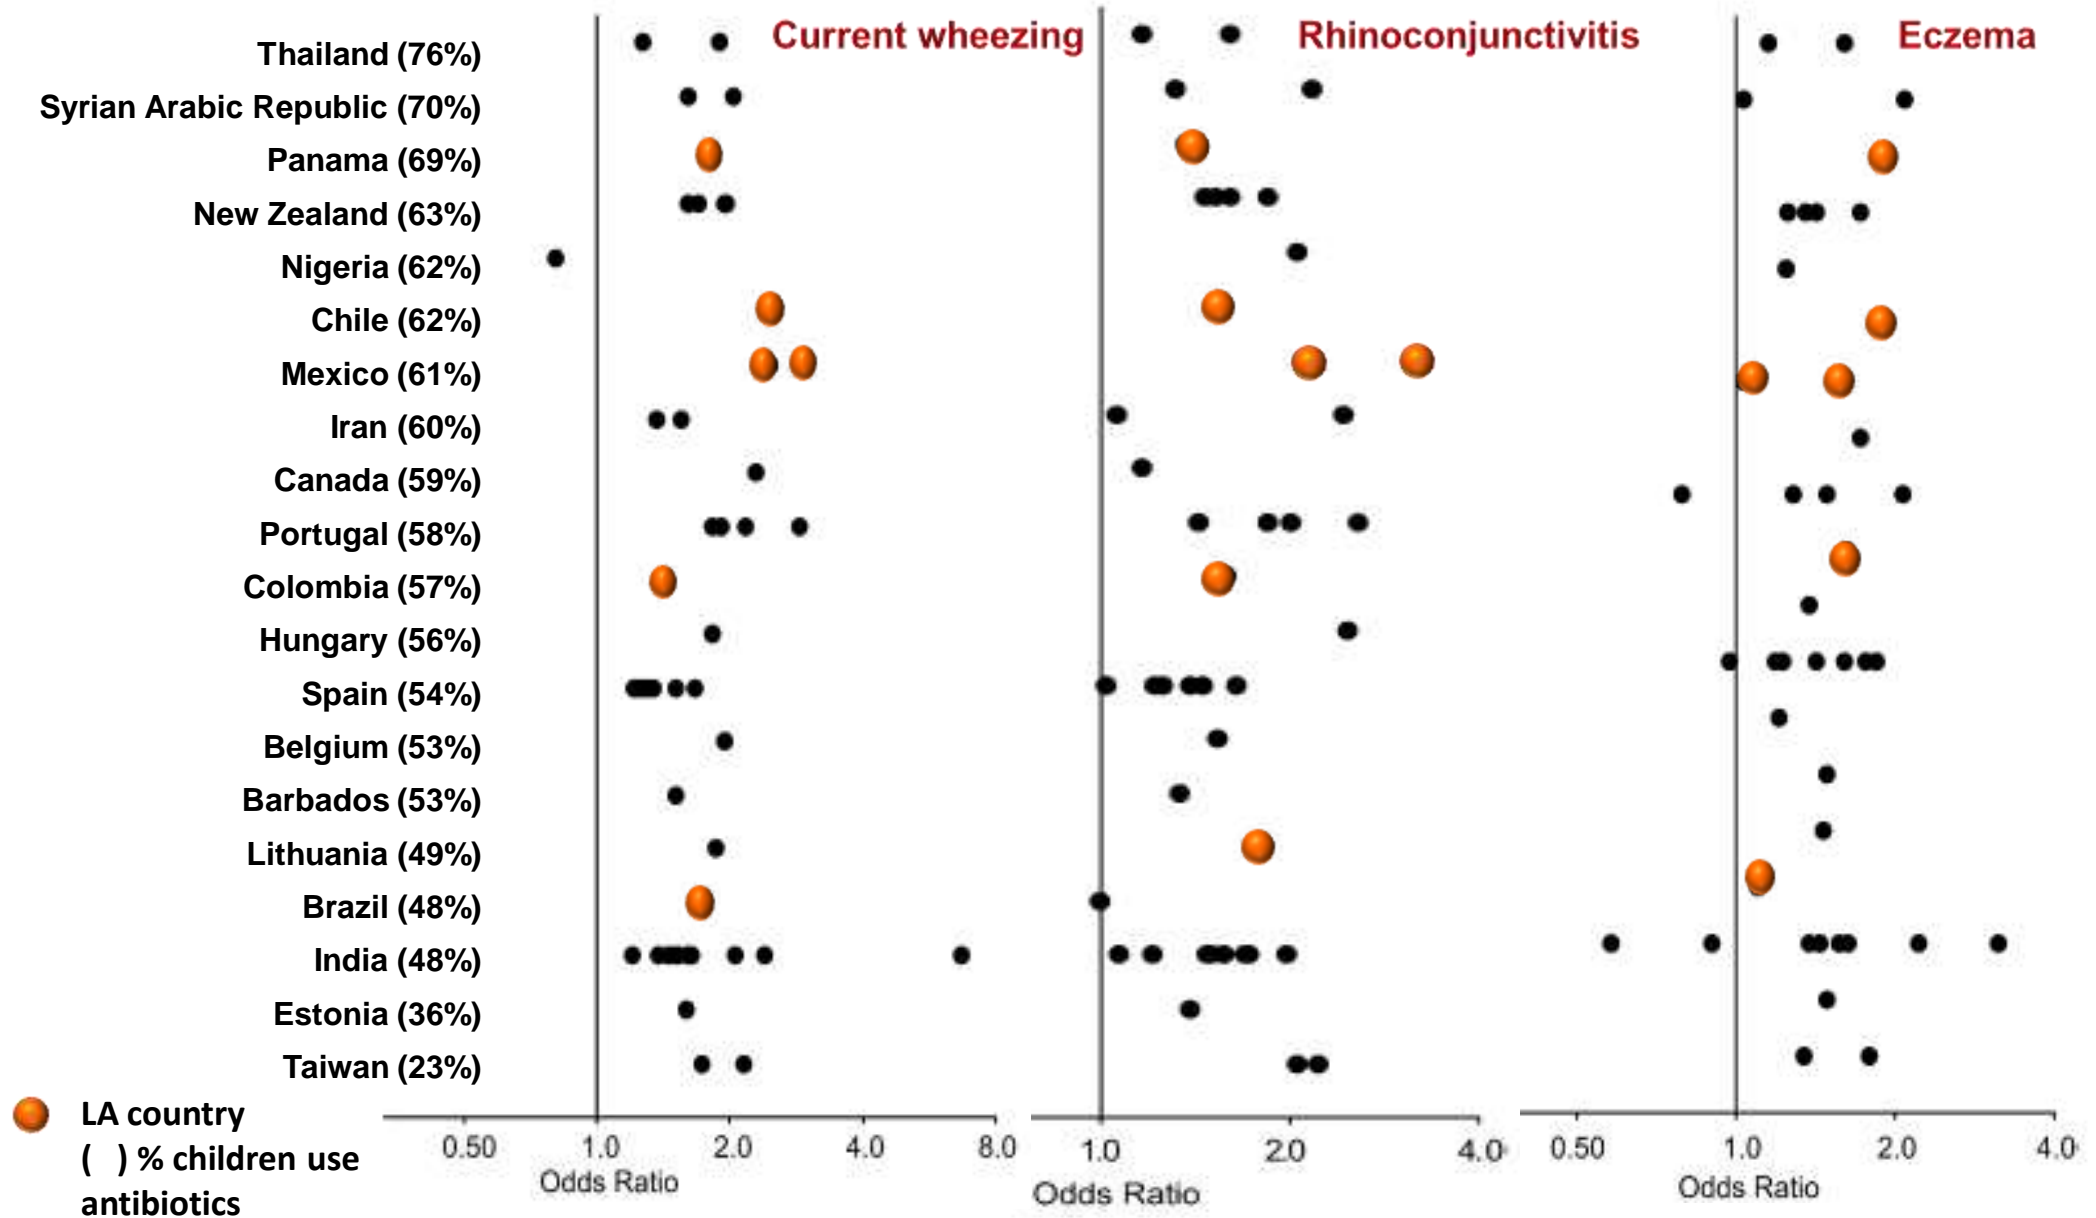 Current wheezing
Rhinoconjunctivitis
Eczema
Thailand (76%)
Syrian Arabic Republic (70%)
Panama (69%)
New Zealand (63%)
Nigeria (62%)
Chile (62%)
Mexico (61%)
Iran (60%)
Canada (59%)
Portugal (58%)
Colombia (57%)
Hungary (56%)
Spain (54%)
Belgium (53%)
Barbados (53%)
Lithuania (49%)
Brazil (48%)
India (48%)
Estonia (36%)
Taiwan (23%)
0.50 1.0 2.0 4.0 8.0
Odds Ratio
1.0 2.0 4.0
Odds Ratio
0.50 1.0 2.0 4.0
Odds Ratio
LA country
( ) % children use
antibiotics